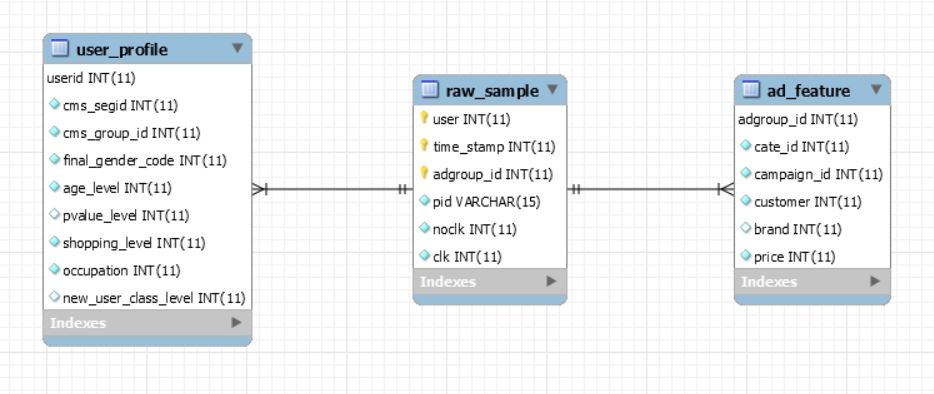 user_profile
userid INT(11)
cms_segid INT(11)
cms_group_id INT(11)
final_gender_code INT(11)
age_level INT(11)
pvalue_level INT(11)
shopping_level INT(11)
occupation INT(11)
new_user_class_level INT(11)
Indexes
raw_sample
user INT(11)
time_stamp INT(11)
adgroup_id INT(11)
pid VARCHAR(15)
noclk INT(11)
clk INT(11)
Indexes
ad_feature
adgroup_id INT(11)
cate_id INT(11)
campaign_id INT(11)
customer INT(11)
brand INT(11)
price INT(11)
Indexes